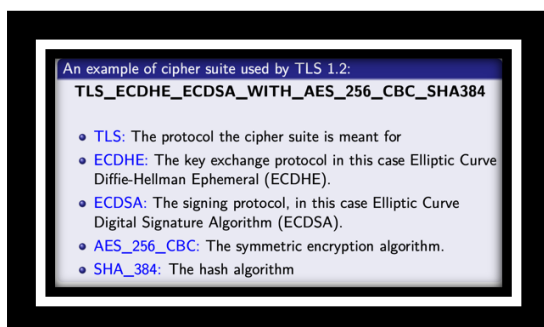 An example of cipher suite used by TLS 1.2:
TLS_ECDHE_ECDSA_WITH_AES_256_CBC_SHA384
TLS: The protocol the cipher suite is meant for
ECDHE: The key exchange protocol in this case Elliptic Curve
Diffie-Hellman Ephemeral (ECDHE).
ECDSA: The signing protocol, in this case Elliptic Curve
Digital Signature Algorithm (ECDSA).
AES_256_CBC: The symmetric encryption algorithm.
SHA_384: The hash algorithm